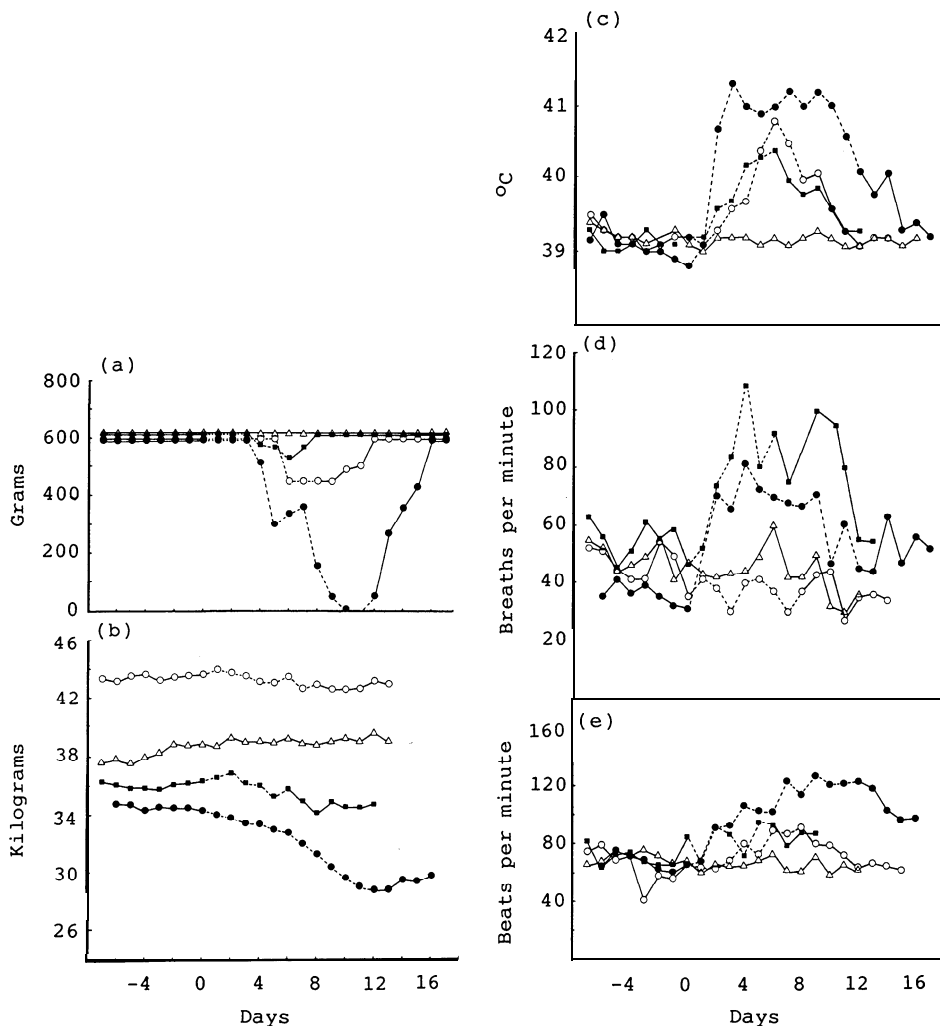 (a)
Grams
800
600
400
200
0
(b)
Kilograms
46
42
38
34
30
26
-4 0 4 8 12 16
Days
(c)
°C
42
41
40
39
(d)
Breaths per minute
120
100
80
60
40
20
(e)
Beats per minute
160
120
80
40
-4 0 4 8 12 16
Days